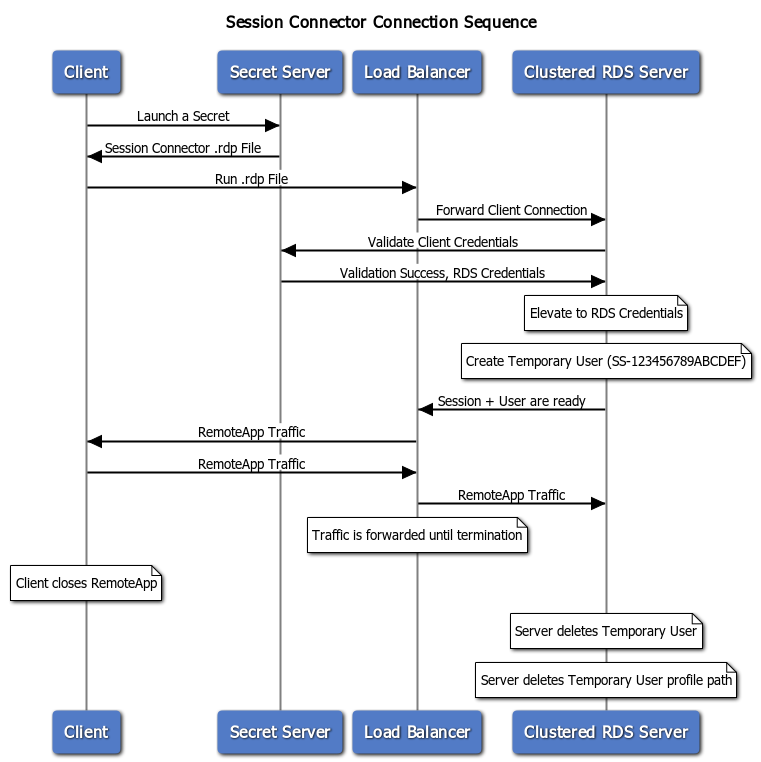 Session Connector Connection Sequence
Client
Secret Server
Load Balancer
Clustered RDS Server
Launch a Secret
Session Connector .rdp File
Run .rdp File
Forward Client Connection
Validate Client Credentials
Validation Success, RDS Credentials
Elevate to RDS Credentials
Create Temporary User (SS-123456789ABCDEF)
Session + User are ready
RemoteApp Traffic
RemoteApp Traffic
RemoteApp Traffic
Traffic is forwarded until termination
Client closes RemoteApp
Server deletes Temporary User
Server deletes Temporary User profile path
Client
Secret Server
Load Balancer
Clustered RDS Server